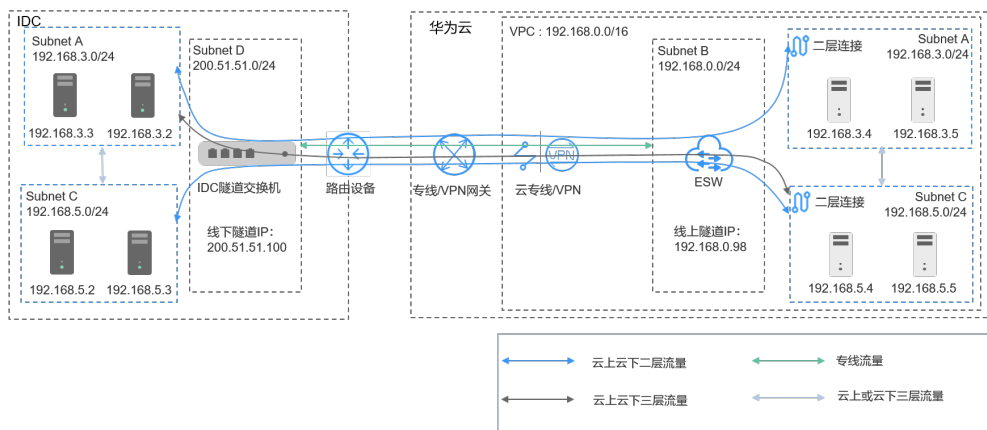 IDC
Subnet A
192.168.3.0/24
192.168.3.3
192.168.3.2
Subnet C
192.168.5.0/24
192.168.5.2
192.168.5.3
Subnet D
200.51.51.0/24
IDC隧道交换机
线下隧道IP：
200.51.51.100
路由设备
华为云
专线/VPN网关
VPC : 192.168.0.0/16
VPN
云专线/VPN
Subnet B
192.168.0.0/24
ESW
线上隧道IP：
192.168.0.98
二层连接
Subnet A
192.168.3.0/24
192.168.3.4
192.168.3.5
二层连接
Subnet C
192.168.5.0/24
192.168.5.4
192.168.5.5
云上云下二层流量
专线流量
云上云下三层流量
云上或云下三层流量